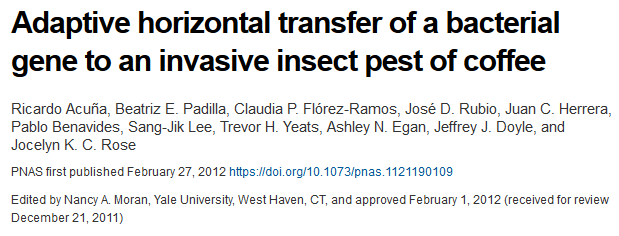 Adaptive horizontal transfer of a bacterial
gene to an invasive insect pest of coffee
Ricardo Acuña, Beatriz E. Padilla, Claudia P. Flórez-Ramos, José D. Rubio, Juan C. Herrera,
Pablo Benavides, Sang-Jik Lee, Trevor H. Yeats, Ashley N. Egan, Jeffrey J. Doyle, and
Jocelyn K. C. Rose
PNAS first published February 27, 2012 https://doi.org/10.1073/pnas.1121190109
Edited by Nancy A. Moran, Yale University, West Haven, CT, and approved February 1, 2012 (received for review
December 21, 2011)